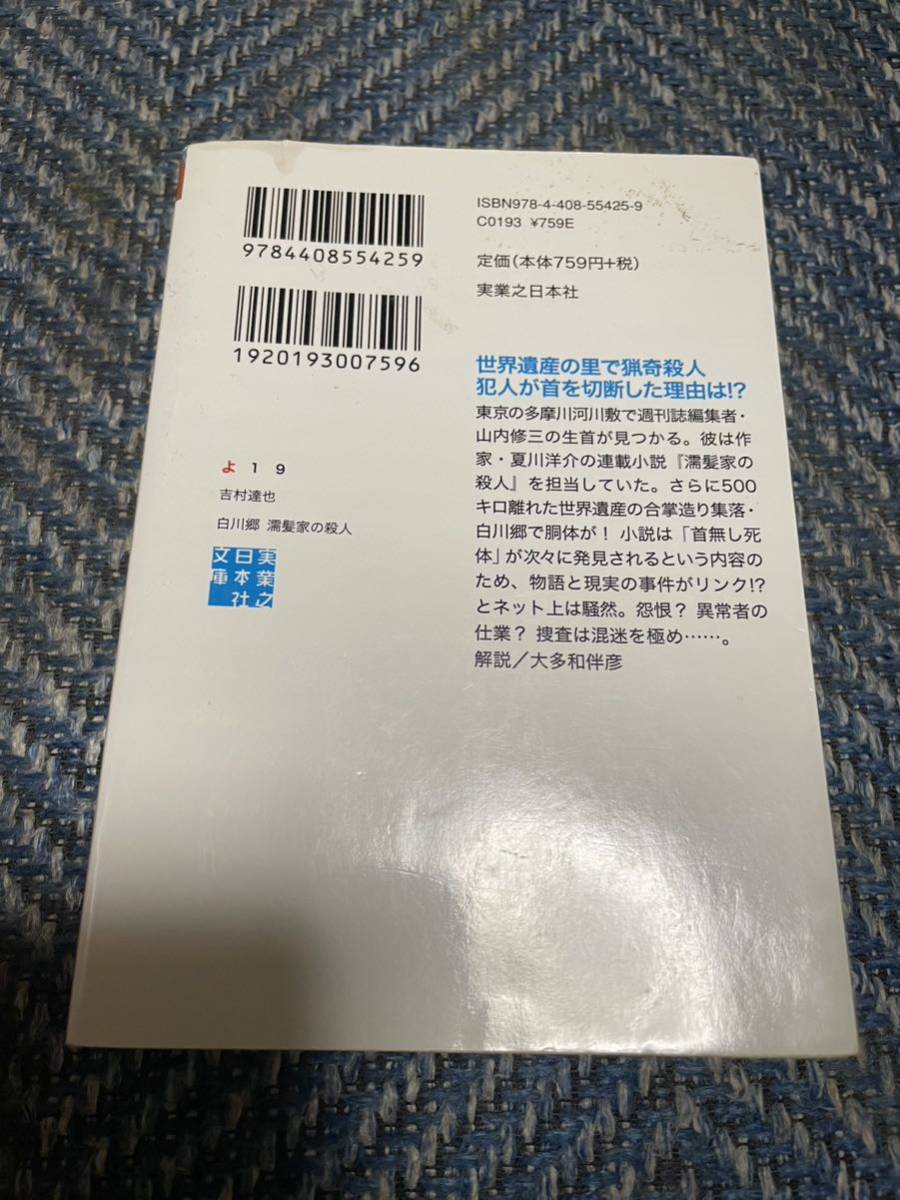 9784408554259
1920193007596
ISBN978-4-408-55425-9
C0193 ¥759E
定価(本体759円+税)
実業之日本社
世界遺産の里で猟奇殺人
犯人が首を切断した理由は!?
東京の多摩川河川敷で週刊誌編集者・
山内修三の生首が見つかる。彼は作
家・夏川洋介の連載小説『濡髪家の
殺人』を担当していた。さらに500
キロ離れた世界遺産の合掌造り集落・
白川郷で胴体が! 小説は「首無し死
体」が次々に発見されるという内容の
ため、物語と現実の事件がリンク!?
とネット上は騒然。怨恨? 異常者の
仕業? 捜査は混迷を極め……。
解説/大多和伴彦
よ 1 9
吉村達也
白川郷 濡髪家の殺人
実業之
日本社
文庫